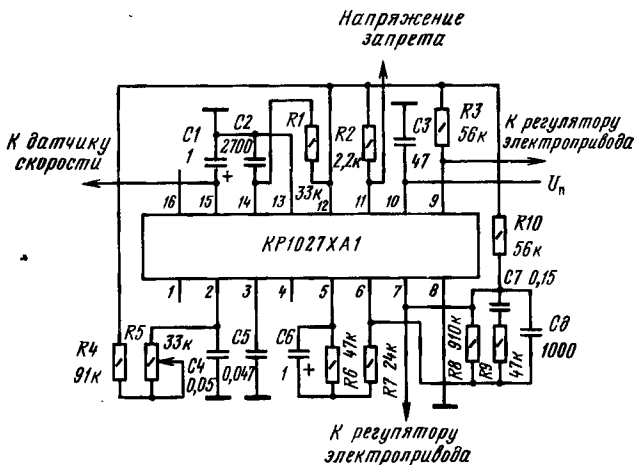 Напряжение
запрета
К датчику
скорости
C1
1
+
C2
2700
R1
33к
R2
2,2к
C3
47
R3
56к
К регулятору
электропривода
Uп
16
15
14
13
12
11
10
9
КР1027ХА1
R10
56к
1
2
3
4
5
6
7
8
C7 0,15
R4
91к
R5
33к
C4
0,05
C5
0,047
C6
1
+
R6 47к
R7 24к
R8 910к
R9 47к
C8
1000
К регулятору
электропривода